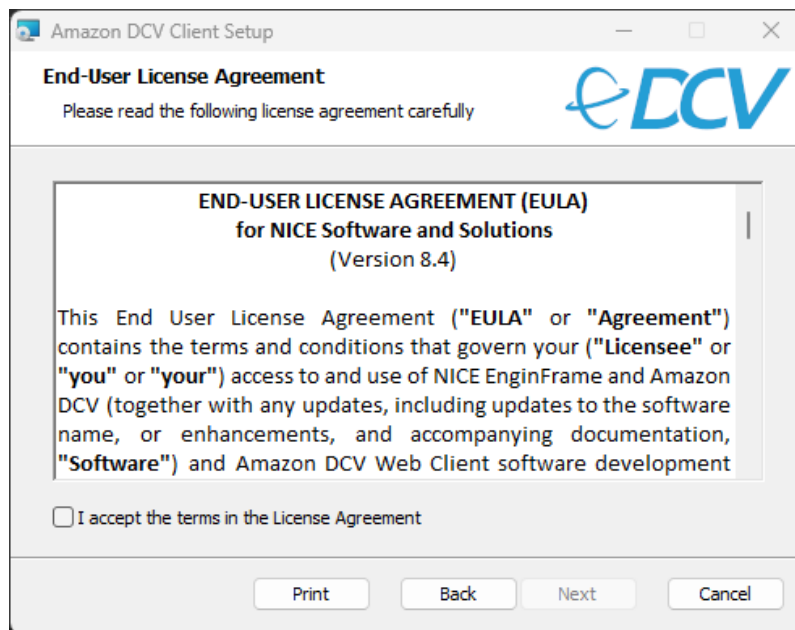 Amazon DCV Client Setup
End-User License Agreement
Please read the following license agreement carefully
DCV
END-USER LICENSE AGREEMENT (EULA)
for NICE Software and Solutions
(Version 8.4)
This End User License Agreement ("EULA" or "Agreement")
contains the terms and conditions that govern your ("Licensee" or
"you" or "your") access to and use of NICE EnginFrame and Amazon
DCV (together with any updates, including updates to the software
name, or enhancements, and accompanying documentation,
"Software") and Amazon DCV Web Client software development
I accept the terms in the License Agreement
Print Back Next Cancel